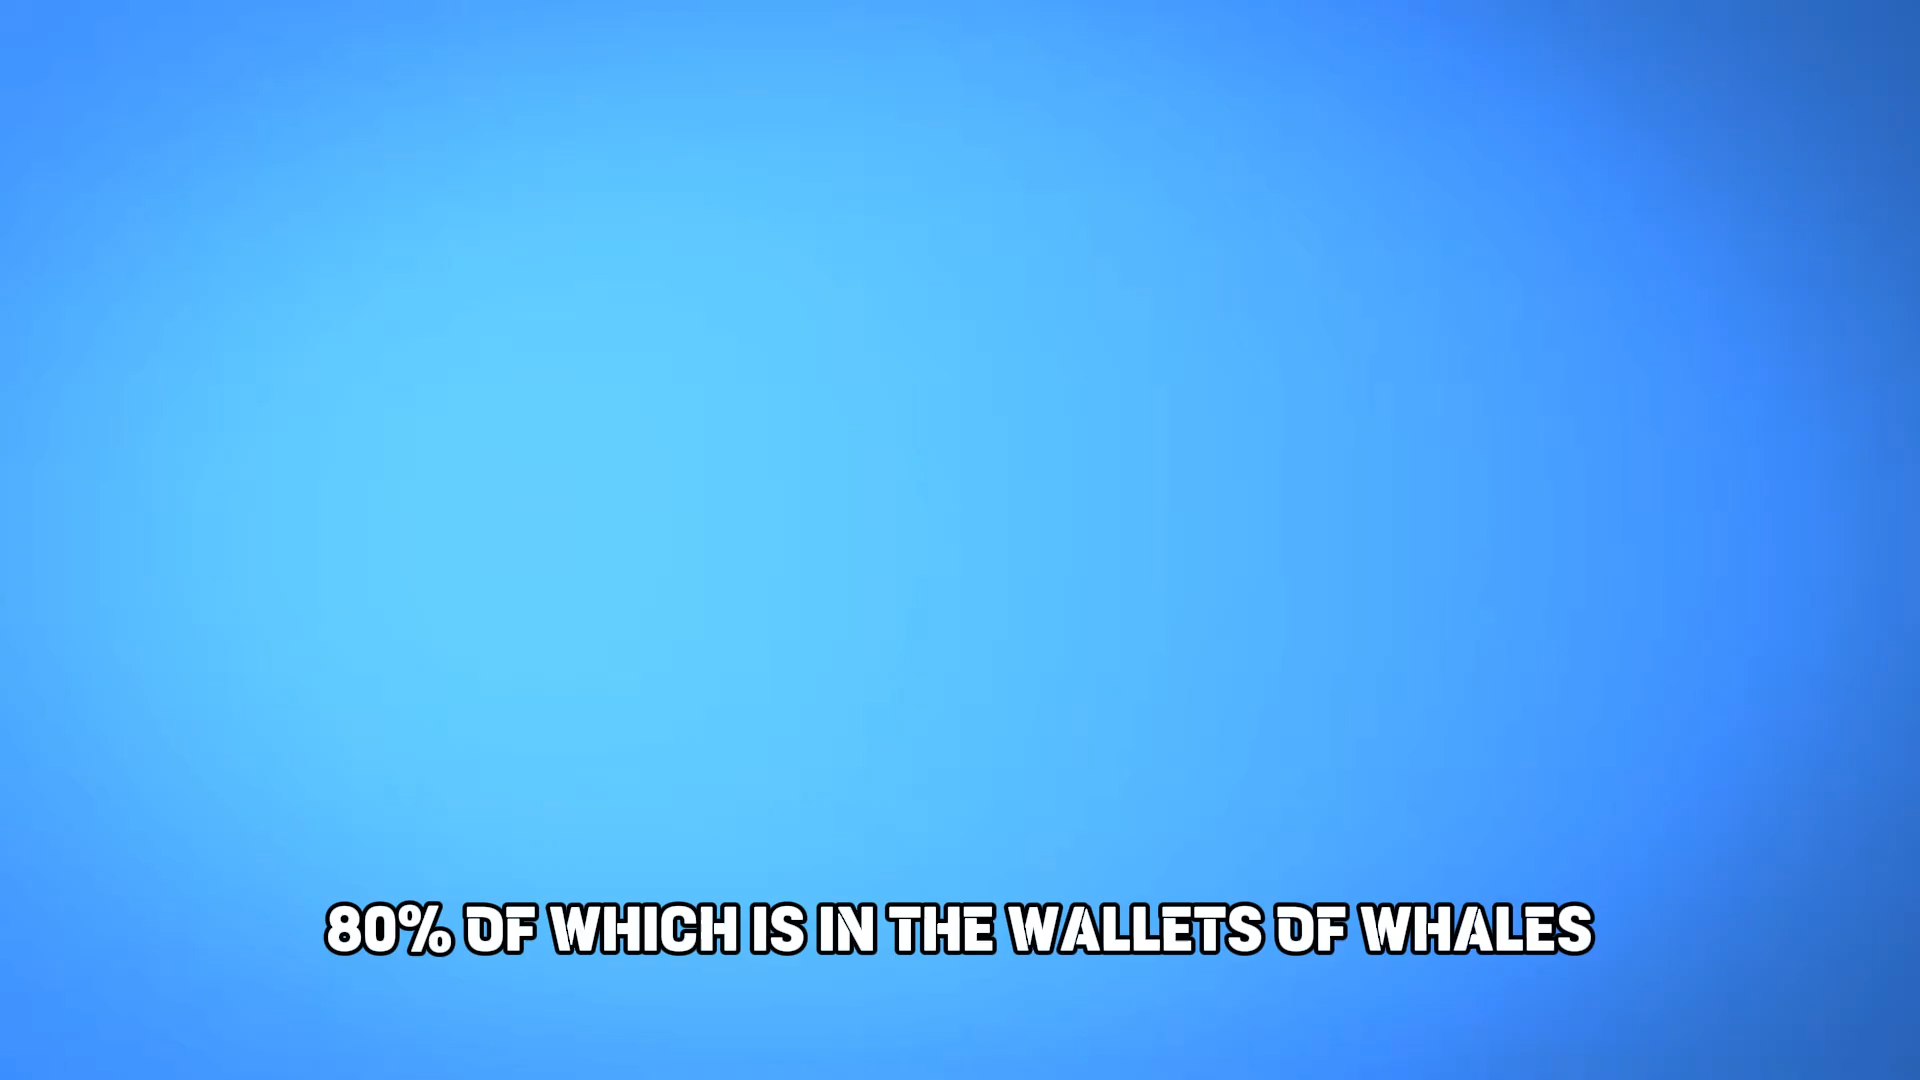 80% OF WHICH IS IN THE WALLETS OF WHALES